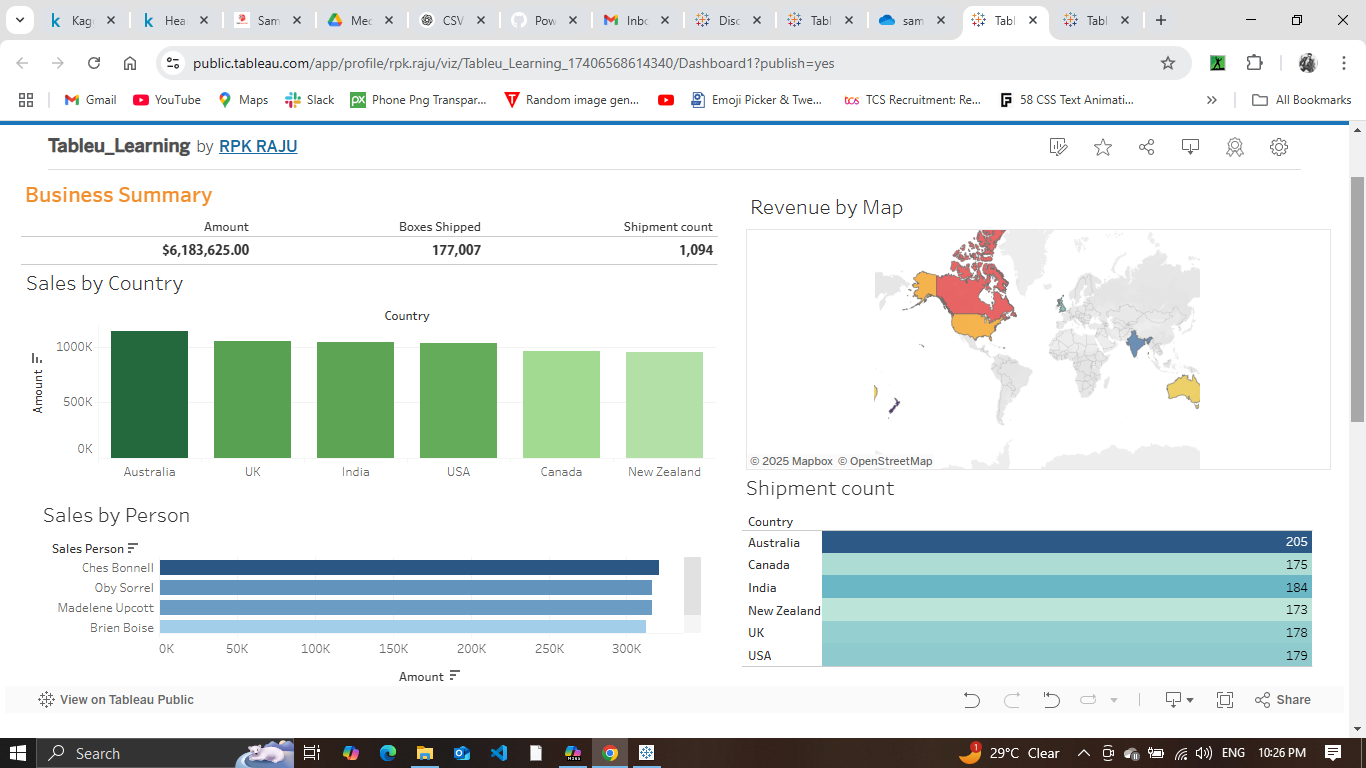 Kag
Hea
Sam
Met
CSV
Pow
Inb
Disc
Tabl
sam
Tabl
Tabl
public.tableau.com/app/profile/rpk.raju/viz/Tableu_Learning_17406568614340/Dashboard1?publish=yes
Gmail
YouTube
Maps
Slack
Phone Png Transpar...
Random image gen...
Emoji Picker & Twe...
TCS Recruitment: Re...
58 CSS Text Animati...
All Bookmarks
Tableu_Learning by RPK RAJU
Business Summary
Amount Boxes Shipped Shipment count
$6,183,625.00 177,007 1,094
Sales by Country
Country
Amount
1000K
500K
0K
Australia UK India USA Canada New Zealand
Sales by Person
Sales Person
Ches Bonnell
Oby Sorrel
Madelene Upcott
Brien Boise
0K 50K 100K 150K 200K 250K 300K
Amount
Revenue by Map
© 2025 Mapbox © OpenStreetMap
Shipment count
Country
Australia 205
Canada 175
India 184
New Zealand 173
UK 178
USA 179
View on Tableau Public
Share
Search
1
29°C Clear
ENG
10:26 PM